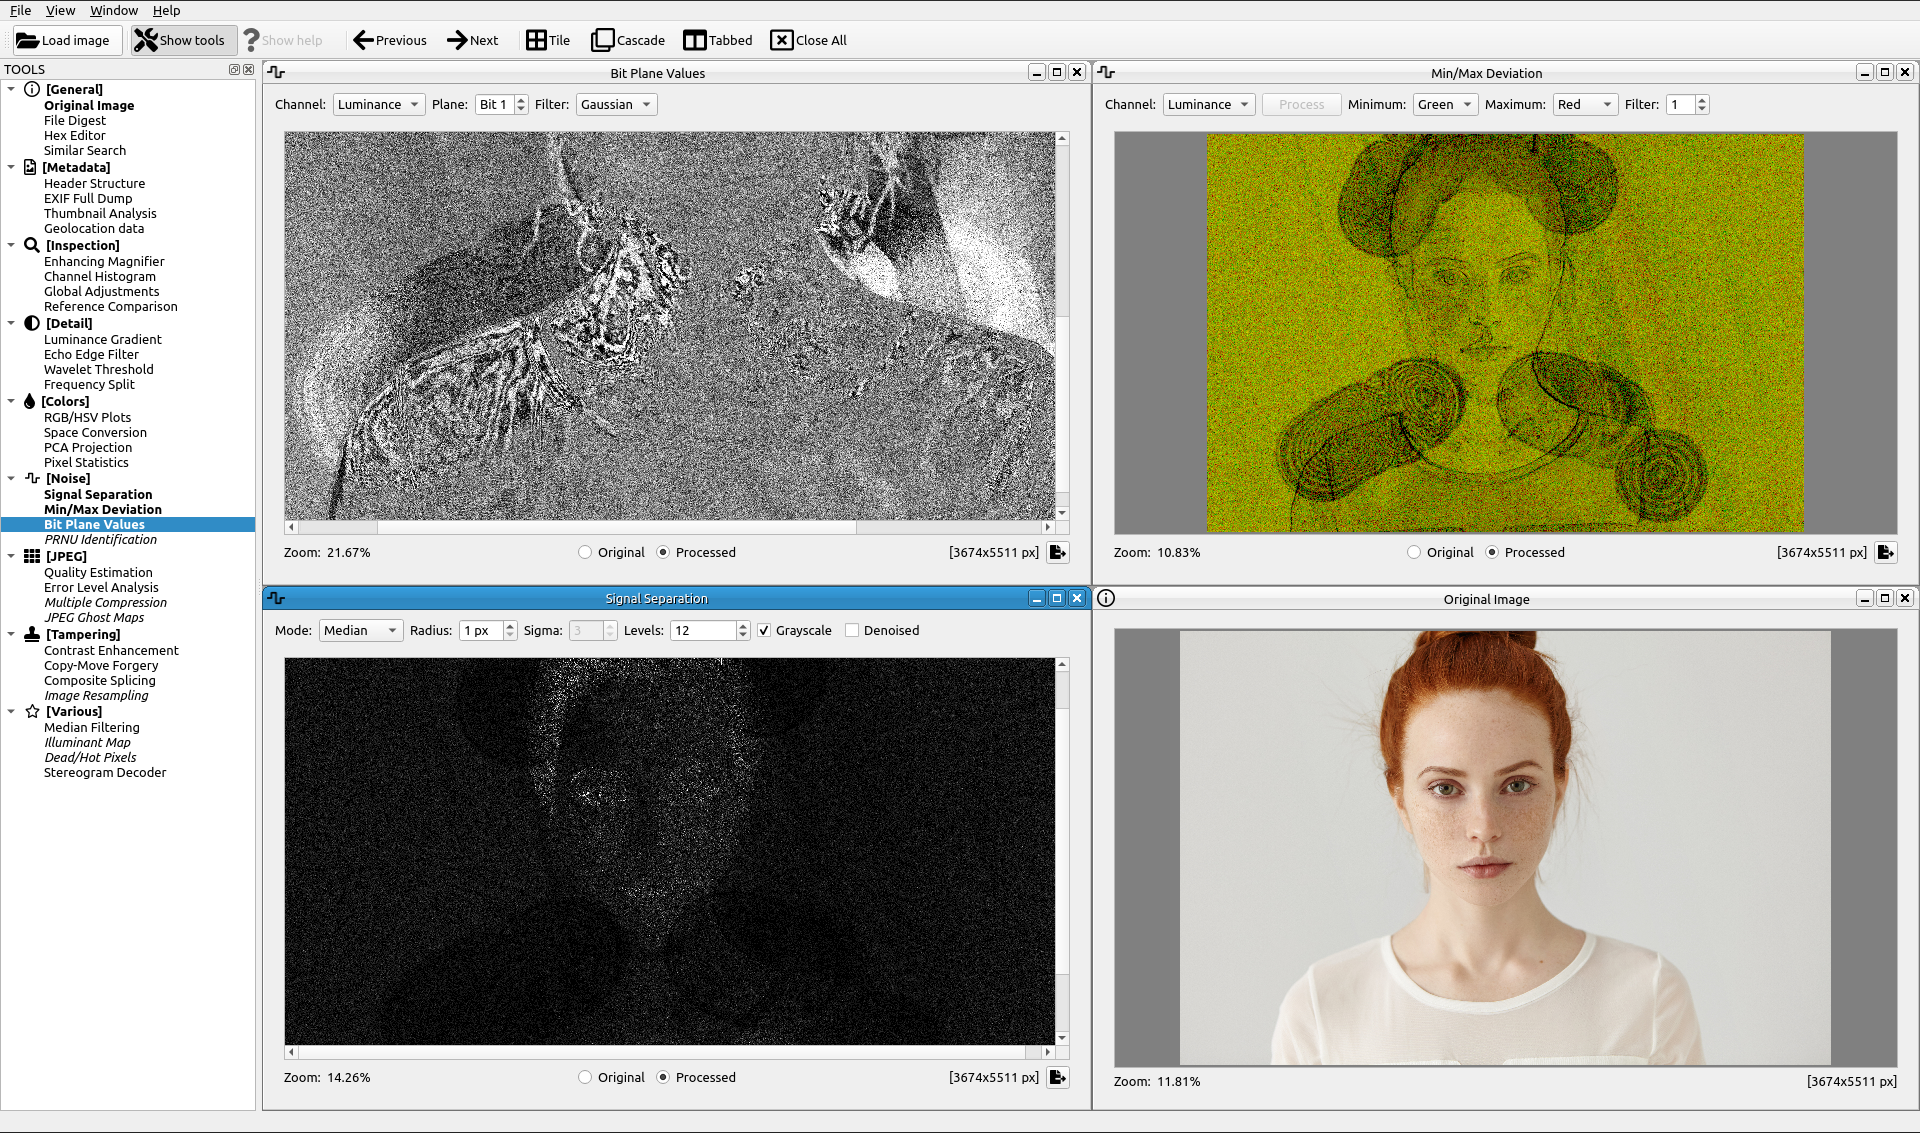 File View Window Help
Load image Show tools Show help Previous Next Tile Cascade Tabbed Close All
TOOLS
[General]
Original Image
File Digest
Hex Editor
Similar Search
[Metadata]
Header Structure
EXIF Full Dump
Thumbnail Analysis
Geolocation data
[Inspection]
Enhancing Magnifier
Channel Histogram
Global Adjustments
Reference Comparison
[Detail]
Luminance Gradient
Echo Edge Filter
Wavelet Threshold
Frequency Split
[Colors]
RGB/HSV Plots
Space Conversion
PCA Projection
Pixel Statistics
[Noise]
Signal Separation
Min/Max Deviation
Bit Plane Values
PRNU Identification
[JPEG]
Quality Estimation
Error Level Analysis
Multiple Compression
JPEG Ghost Maps
[Tampering]
Contrast Enhancement
Copy-Move Forgery
Composite Splicing
Image Resampling
[Various]
Median Filtering
Illuminant Map
Dead/Hot Pixels
Stereogram Decoder
Bit Plane Values
Channel: Luminance Plane: Bit 1 Filter: Gaussian
Zoom: 21.67% Original Processed [3674x5511 px]
Min/Max Deviation
Channel: Luminance Process Minimum: Green Maximum: Red Filter: 1
Zoom: 10.83% Original Processed [3674x5511 px]
Signal Separation
Mode: Median Radius: 1 px Sigma: 3 Levels: 12 Grayscale Denoised
Zoom: 14.26% Original Processed [3674x5511 px]
Original Image
Zoom: 11.81% [3674x5511 px]